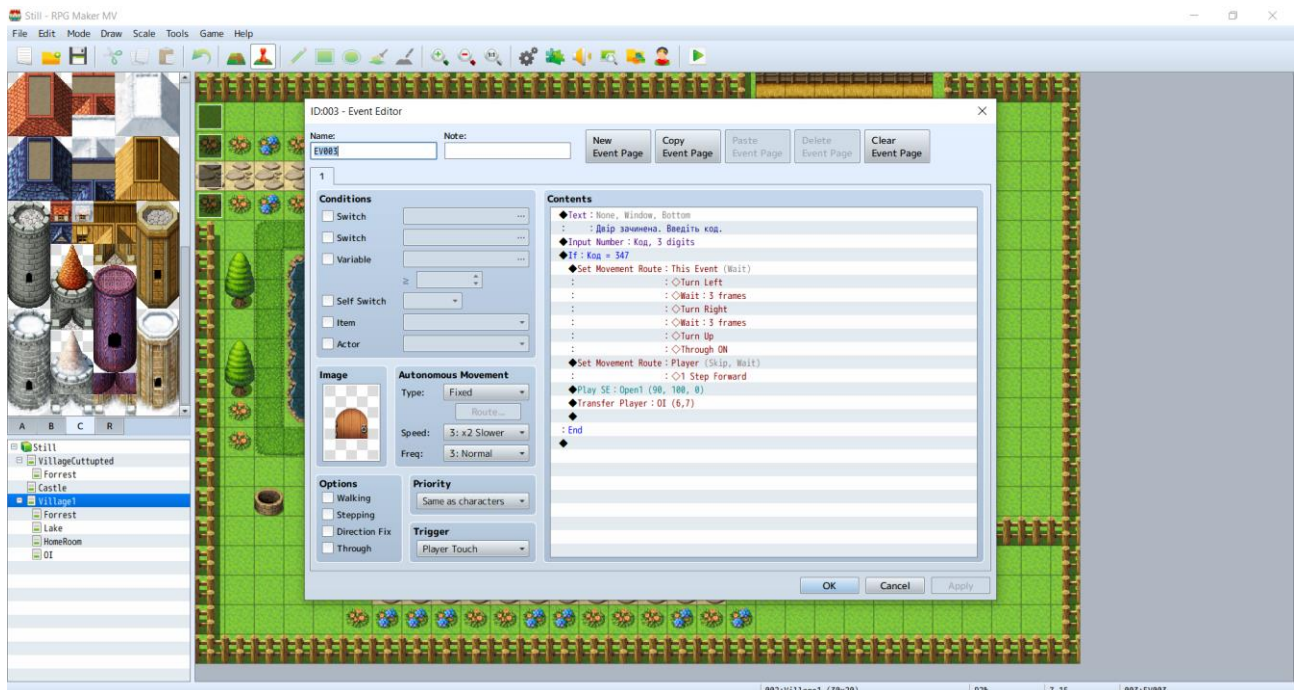 Still - RPG Maker MV
File Edit Mode Draw Scale Tools Game Help
ID:003 - Event Editor
Name:
Note:
EV003
New
Event Page
Copy
Event Page
Paste
Event Page
Delete
Event Page
Clear
Event Page
1
Conditions
Switch
...
Switch
...
Variable
...
≥
Self Switch
Item
Actor
Image
Autonomous Movement
Type: Fixed
Route...
Speed: 3: x2 Slower
Freq: 3: Normal
Options
Walking
Stepping
Direction Fix
Through
Priority
Same as characters
Trigger
Player Touch
Contents
◆Text : None, Window, Bottom
: : Двір зачинена. Введіть код.
◆Input Number : Код, 3 digits
◆If : Код = 347
◆Set Movement Route : This Event (Wait)
: : ◇Turn Left
: : ◇Wait : 3 frames
: : ◇Turn Right
: : ◇Wait : 3 frames
: : ◇Turn Up
: : ◇Through ON
◆Set Movement Route : Player (Skip, Wait)
: : ◇1 Step Forward
◆Play SE : Open1 (90, 100, 0)
◆Transfer Player : OI (6,7)
◆
: End
◆
OK
Cancel
Apply
A B C R
Still
VillageCuttupted
Forrest
Castle
Village1
Forrest
Lake
HomeRoom
OI